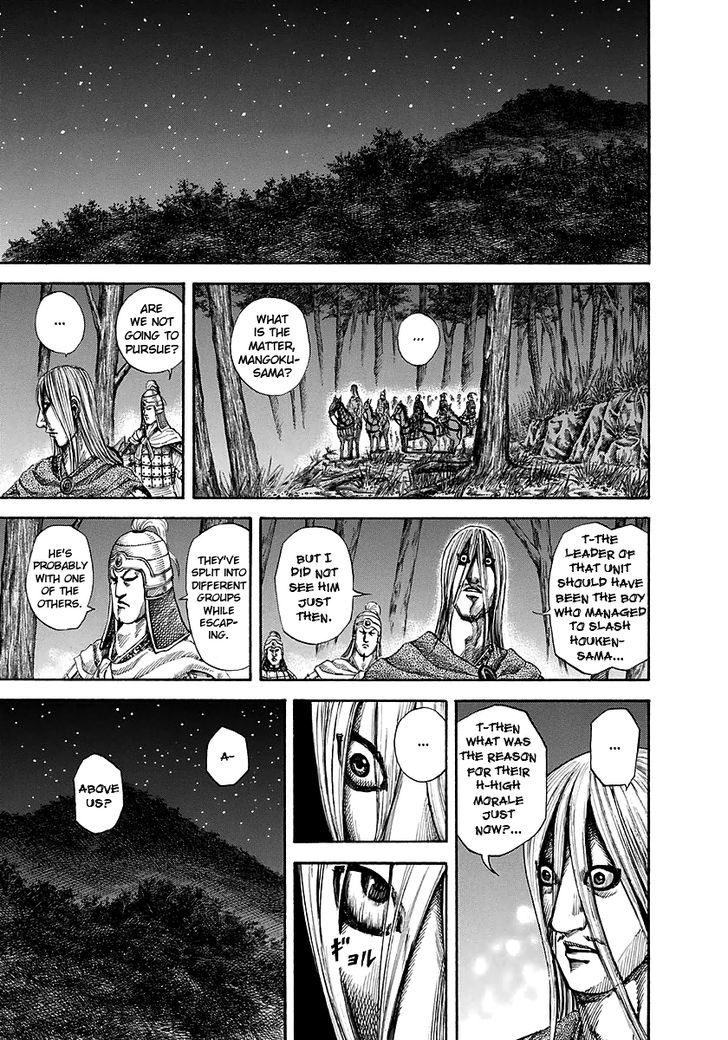 ...
WHAT
IS THE
MATTER,
MANGOKU-
SAMA?
ARE
WE NOT
GOING TO
PURSUE?
...
T-THE
LEADER OF
THAT UNIT
SHOULD HAVE
BEEN THE BOY
WHO MANAGED
TO SLASH
HOUKEN-
SAMA...
BUT I
DID NOT
SEE HIM
JUST
THEN.
THEY'VE
SPLIT INTO
DIFFERENT
GROUPS
WHILE
ESCAP-
ING.
HE'S
PROBABLY
WITH ONE
OF THE
OTHERS.
...
T-THEN
WHAT WAS
THE REASON
FOR THEIR
H-HIGH
MORALE
JUST
NOW?...
...
ギョル
A-
ABOVE
US?